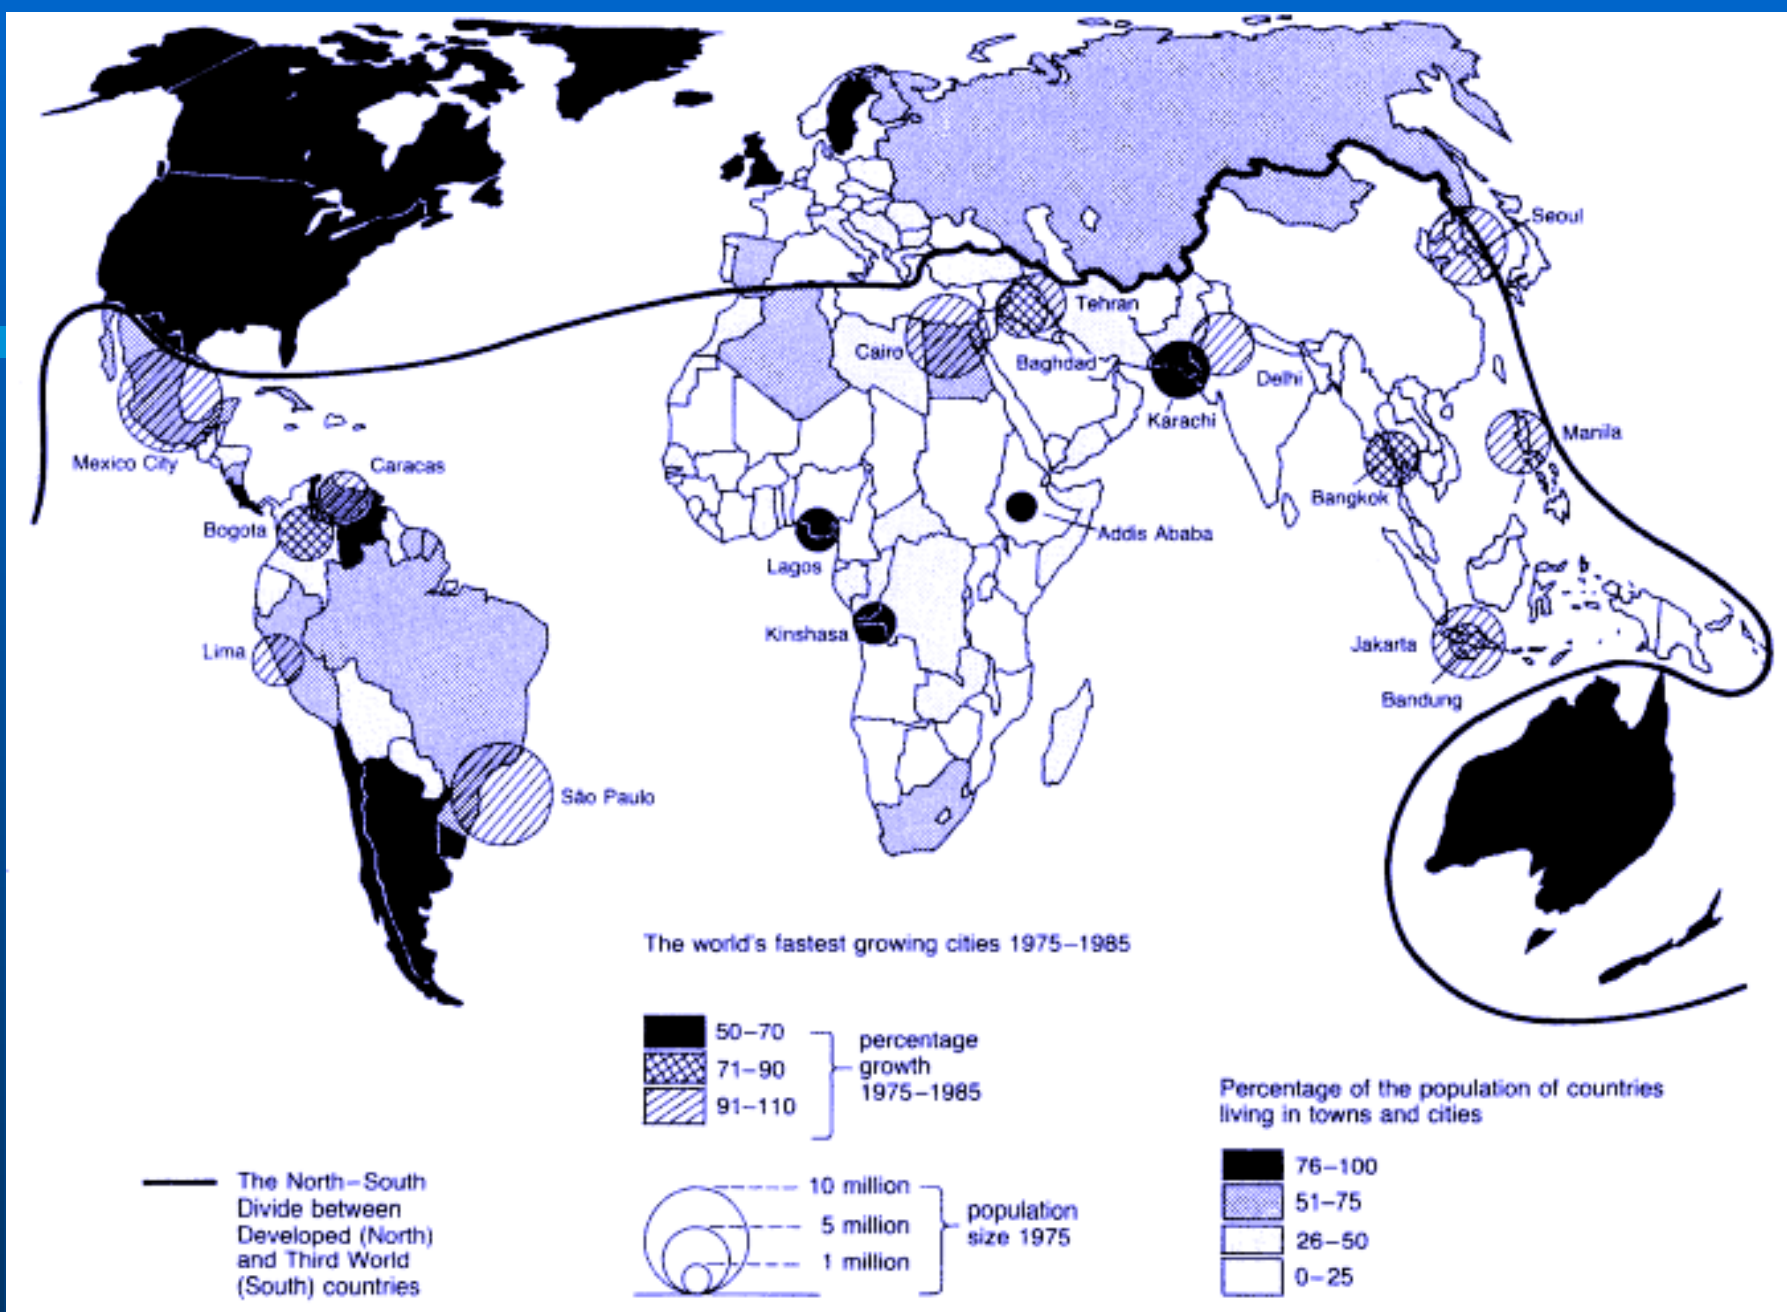 Seoul
Tehran
Cairo
Baghdad
Delhi
Karachi
Manila
Mexico City
Caracas
Bangkok
Bogota
Addis Ababa
Lagos
Kinshasa
Lima
Jakarta
Bandung
São Paulo
The world's fastest growing cities 1975–1985
50–70
71–90
91–110
percentage
growth
1975–1985
Percentage of the population of countries
living in towns and cities
76–100
51–75
26–50
0–25
The North–South
Divide between
Developed (North)
and Third World
(South) countries
10 million
5 million
1 million
population
size 1975